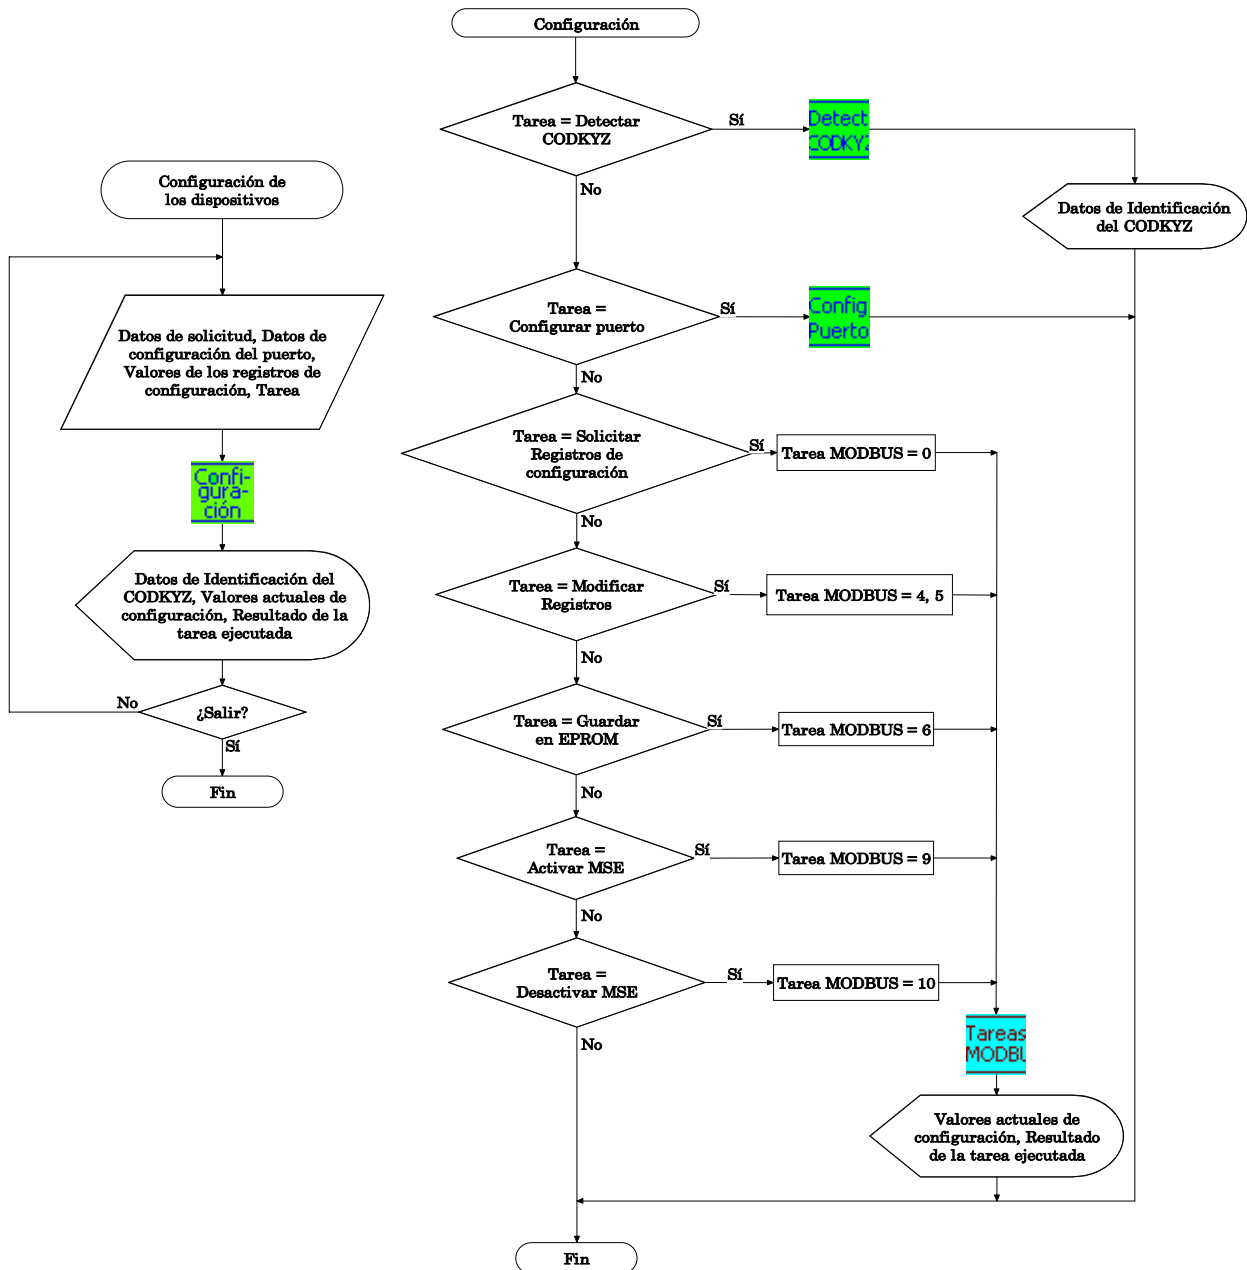 Configuración de
los dispositivos
Datos de solicitud, Datos de
configuración del puerto,
Valores de los registros de
configuración, Tarea
Confi-
gura-
ción
Datos de Identificación del
CODKYZ, Valores actuales de
configuración, Resultado de la
tarea ejecutada
¿Salir?
No
Sí
Fin
Configuración
Tarea = Detectar
CODKYZ
Sí
Detect
CODKYZ
Datos de Identificación
del CODKYZ
No
Tarea =
Configurar puerto
Sí
Config
Puerto
No
Tarea = Solicitar
Registros de
configuración
Sí
Tarea MODBUS = 0
No
Tarea = Modificar
Registros
Sí
Tarea MODBUS = 4, 5
No
Tarea = Guardar
en EPROM
Sí
Tarea MODBUS = 6
No
Tarea =
Activar MSE
Sí
Tarea MODBUS = 9
No
Tarea =
Desactivar MSE
Sí
Tarea MODBUS = 10
No
Tareas
MODBU
Valores actuales de
configuración, Resultado
de la tarea ejecutada
Fin